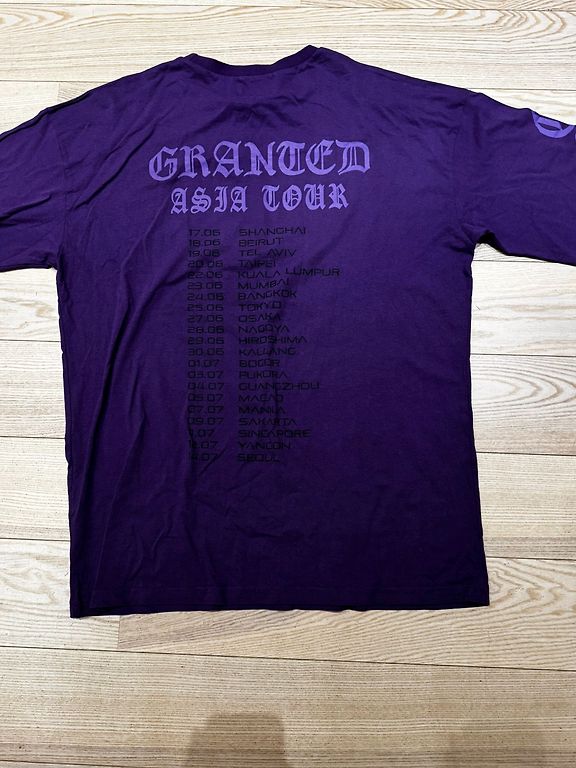 GRANTED
ASIA TOUR
17.06 SHANGHAI
18.06 BEIRUT
19.06 TEL AVIV
20.06 TAIPEI
22.06 KUALA LUMPUR
23.06 MUMBAI
24.06 BANGKOK
25.06 TOKYO
27.06 OSAKA
28.06 NAGOYA
29.06 HIROSHIMA
30.06 KALLANG
01.07 BOGOR
03.07 FUKORA
04.07 GUANGZHOU
05.07 MACAO
07.07 MANILA
09.07 SAKARTA
SINGAPORE
YANGON
14.07 SEOUL